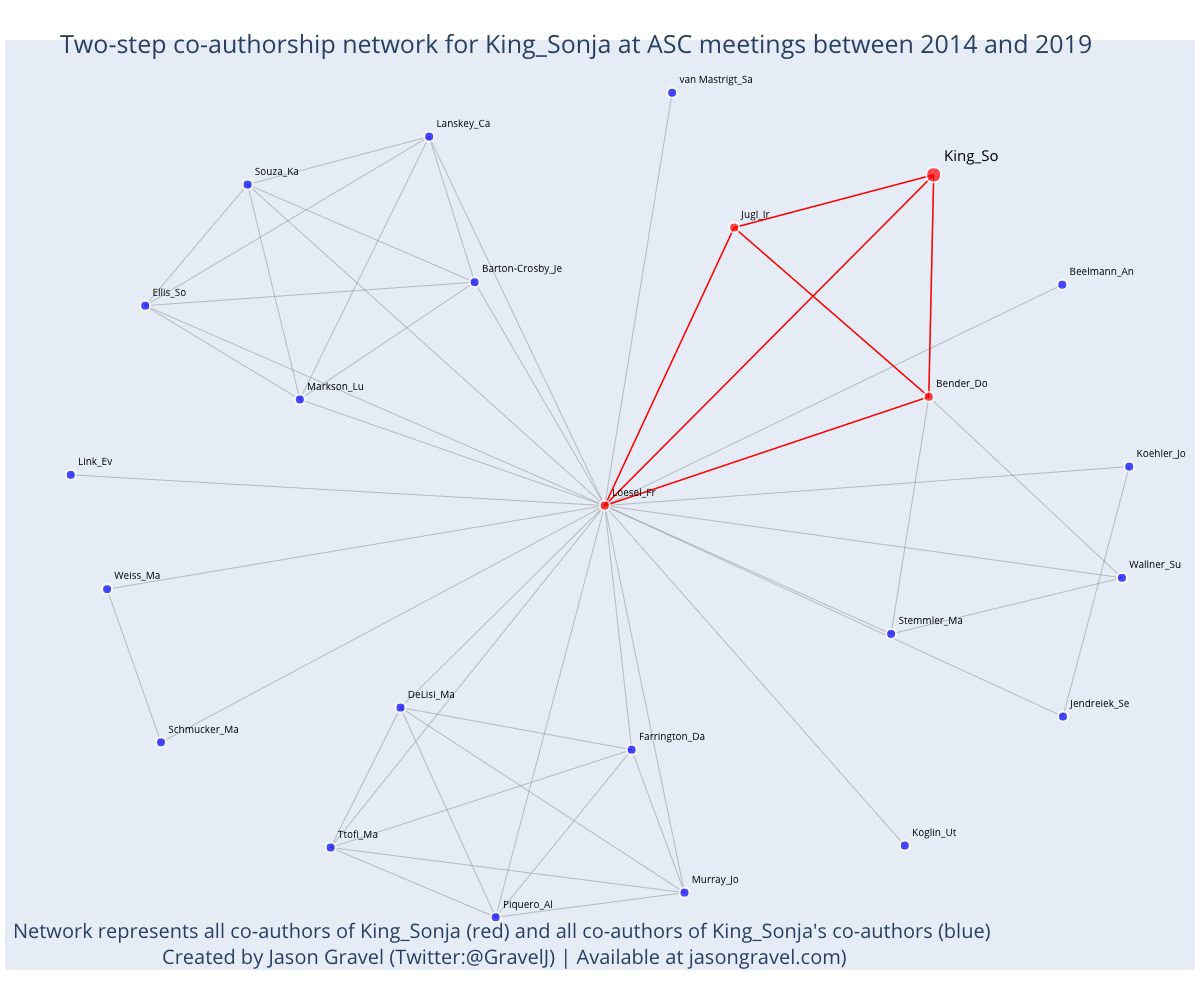 Two-step co-authorship network for King_Sonja at ASC meetings between 2014 and 2019
van Mastrigt_Sa
Lanskey_Ca
King_So
Souza_Ka
Jugl_Ir
Barton-Crosby_Je
Beelmann_An
Ellis_So
Markson_Lu
Bender_Do
Link_Ev
Koehler_Jo
Loesel_Fr
Weiss_Ma
Wallner_Su
Stemmler_Ma
DeLisi_Ma
Jendreiek_Se
Schmucker_Ma
Farrington_Da
Ttofi_Ma
Koglin_Ut
Murray_Jo
Piquero_Al
Network represents all co-authors of King_Sonja (red) and all co-authors of King_Sonja's co-authors (blue)
Created by Jason Gravel (Twitter:@GravelJ) | Available at jasongravel.com)